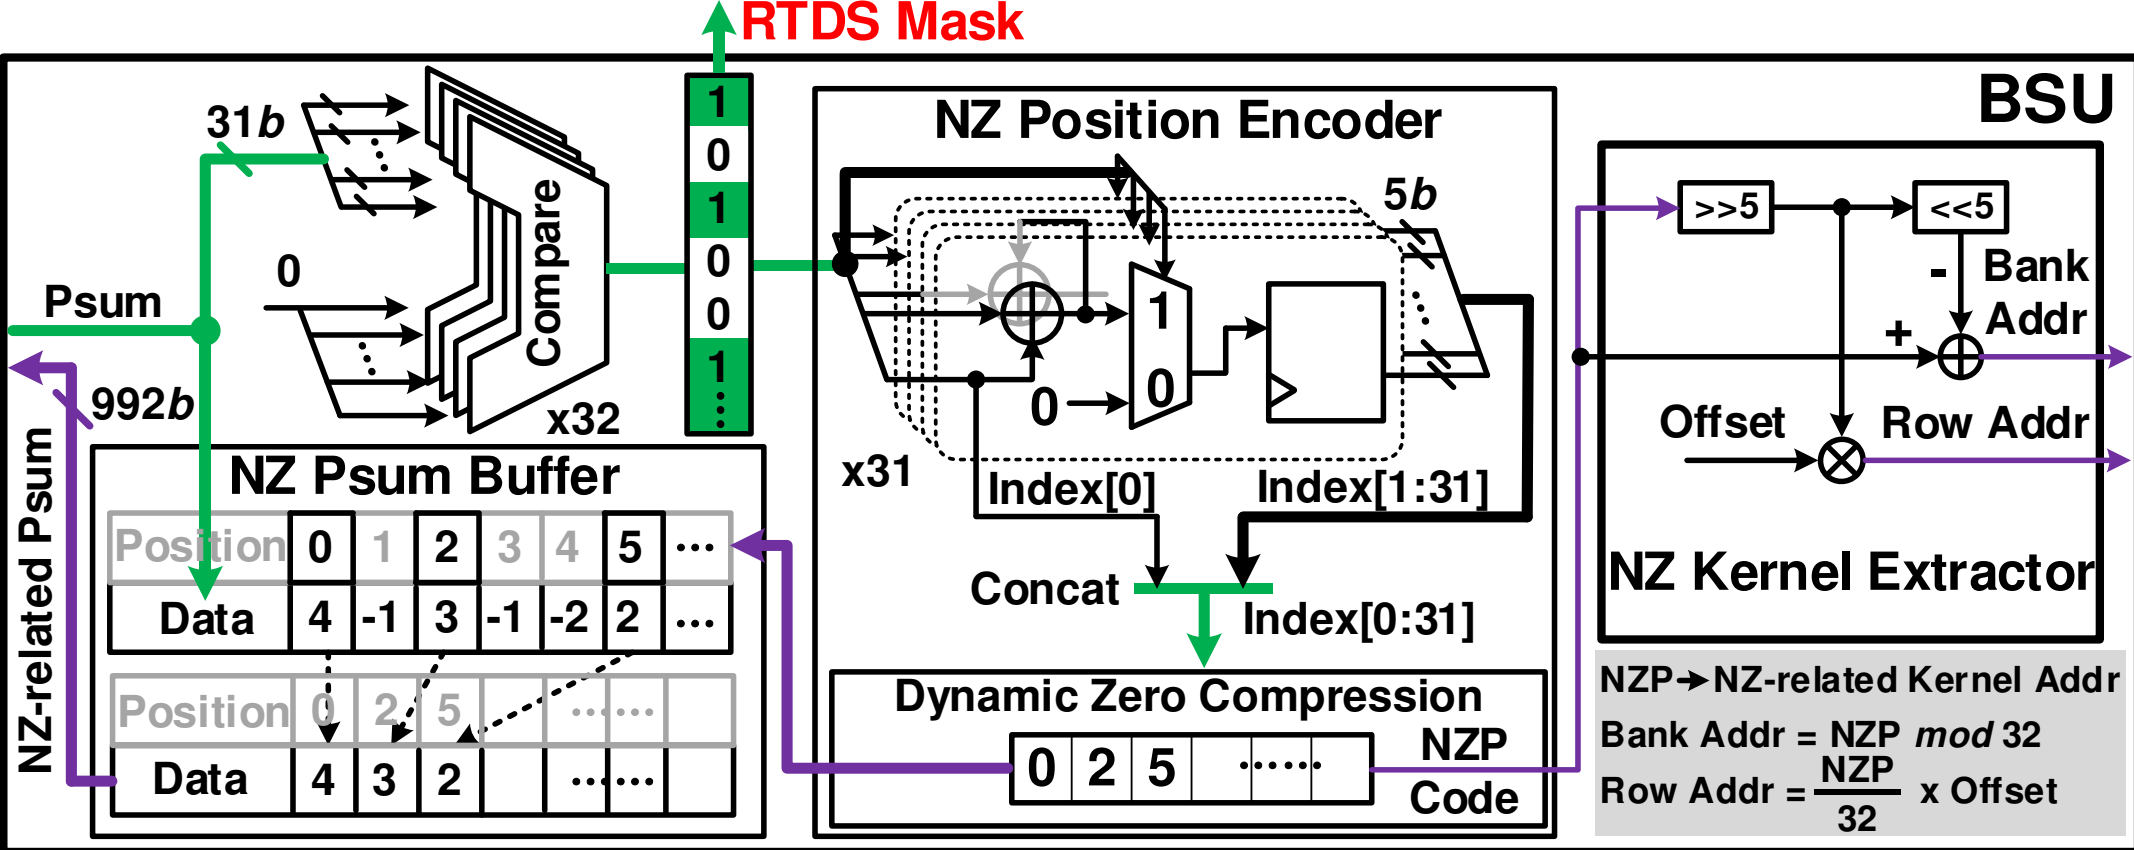 RTDS Mask
BSU
31b
0
Psum
992b
Compare
x32
1
0
1
0
0
1
NZ-related Psum
NZ Psum Buffer
Position 0 1 2 3 4 5 ...
Data 4 -1 3 -1 -2 2 ...
Position 0 2 5 ......
Data 4 3 2 ......
NZ Position Encoder
5b
1
0
0
x31
Index[0]
Index[1:31]
Concat
Index[0:31]
Dynamic Zero Compression
0 2 5 ......
NZP
Code
>>5
<<5
-
Bank
Addr
+
Offset
Row Addr
NZ Kernel Extractor
NZP→NZ-related Kernel Addr
Bank Addr = NZP mod 32
Row Addr = NZP/32 x Offset